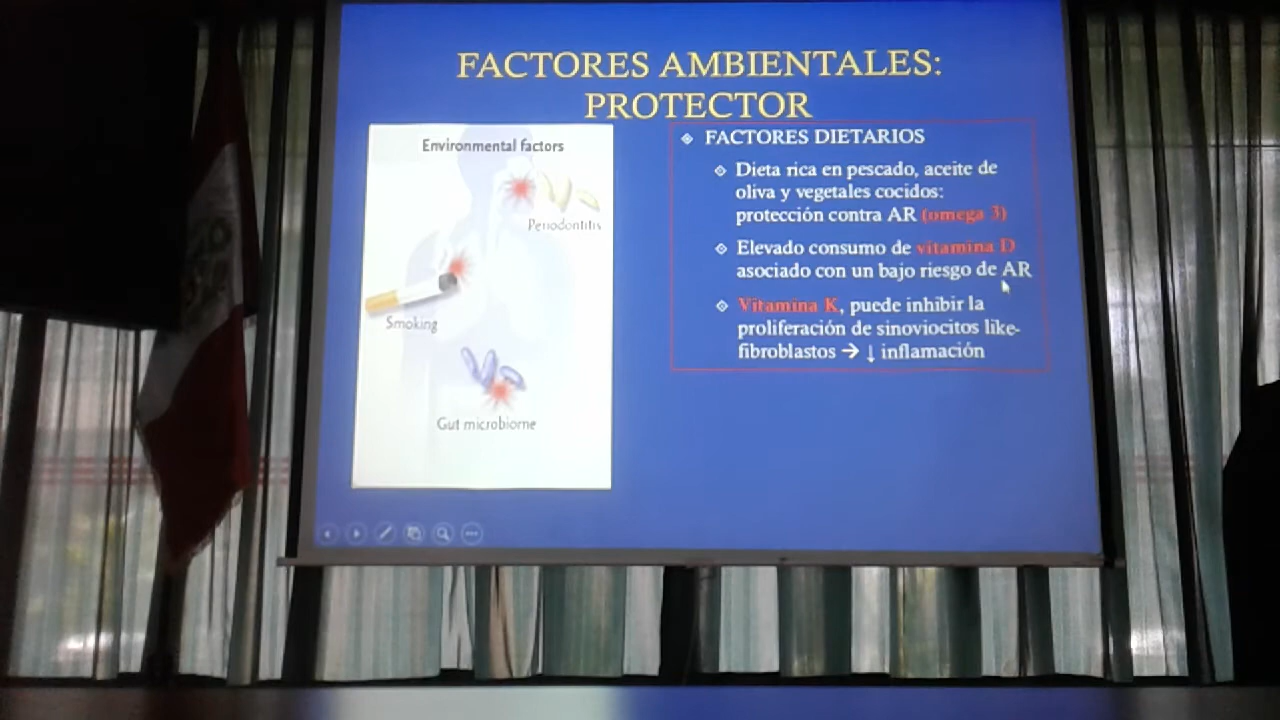 FACTORES AMBIENTALES:
PROTECTOR
Environmental factors
Periodontitis
Smoking
Gut microbiome
FACTORES DIETARIOS
Dieta rica en pescado, aceite de
oliva y vegetales cocidos:
protección contra AR (omega 3)
Elevado consumo de vitamina D
asociado con un bajo riesgo de AR
Vitamina K, puede inhibir la
proliferación de sinoviocitos like-
fibroblastos → ↓ inflamación